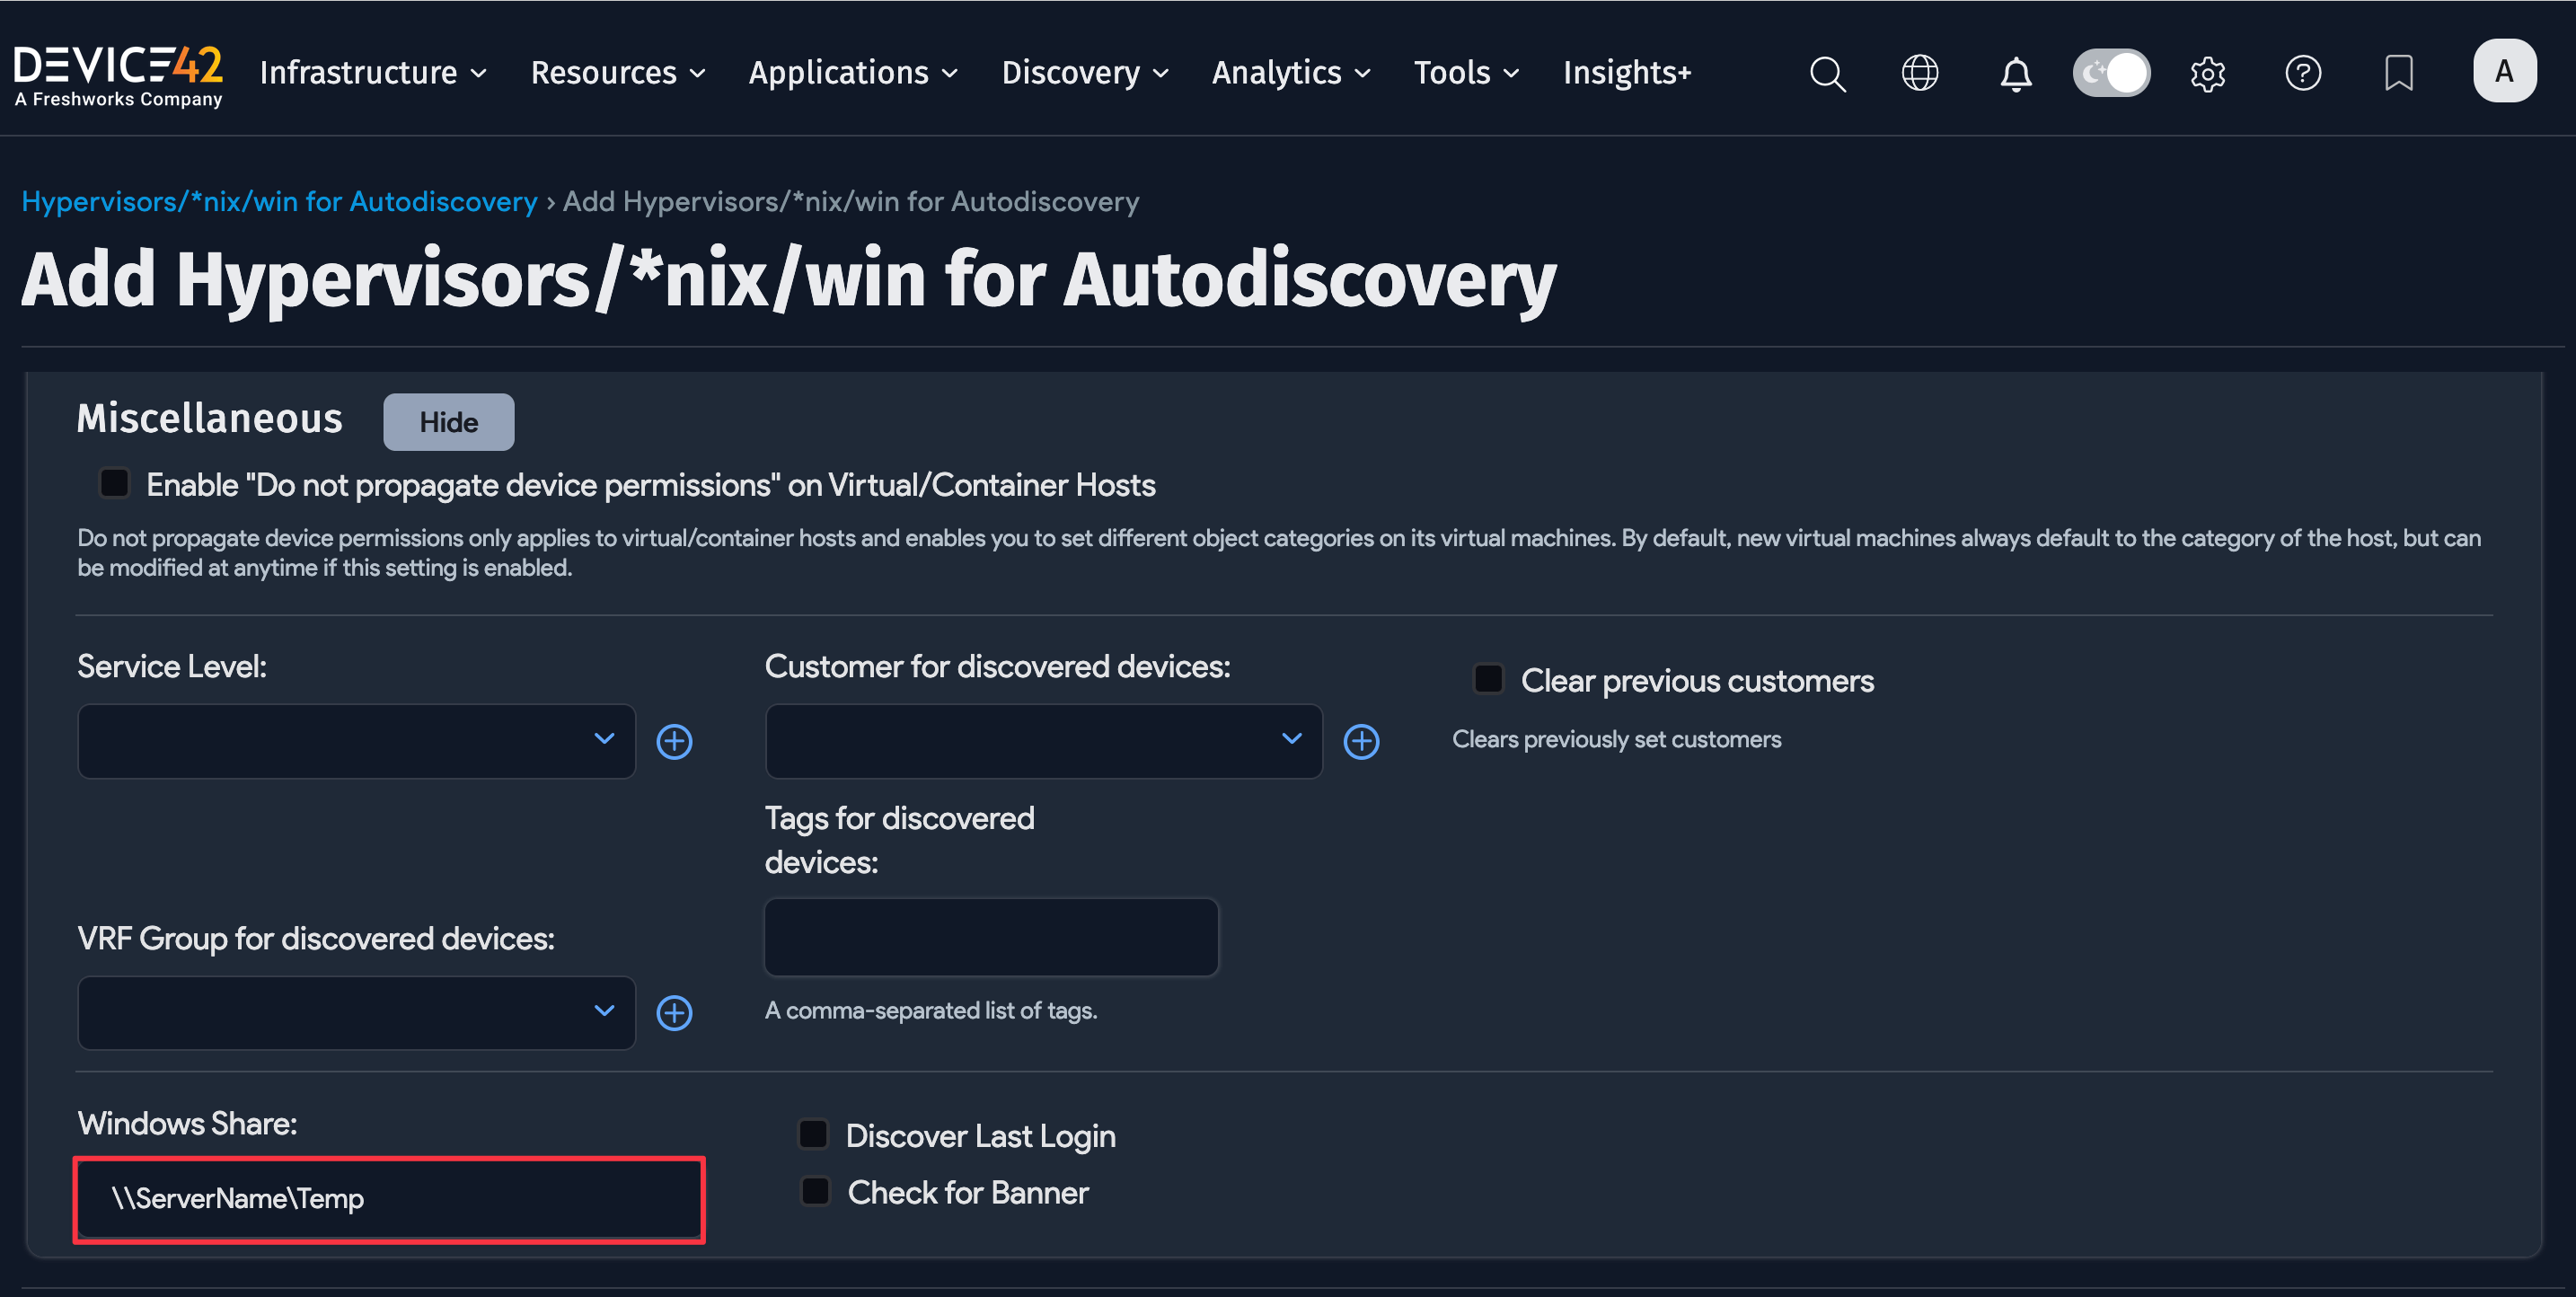 DEVICE42
A Freshworks Company
Infrastructure
Resources
Applications
Discovery
Analytics
Tools
Insights+
A
Hypervisors/*nix/win for Autodiscovery › Add Hypervisors/*nix/win for Autodiscovery
Add Hypervisors/*nix/win for Autodiscovery
Miscellaneous
Hide
Enable "Do not propagate device permissions" on Virtual/Container Hosts
Do not propagate device permissions only applies to virtual/container hosts and enables you to set different object categories on its virtual machines. By default, new virtual machines always default to the category of the host, but can
be modified at anytime if this setting is enabled.
Service Level:
Customer for discovered devices:
Clear previous customers
Clears previously set customers
Tags for discovered
devices:
VRF Group for discovered devices:
A comma-separated list of tags.
Windows Share:
\\ServerName\Temp
Discover Last Login
Check for Banner